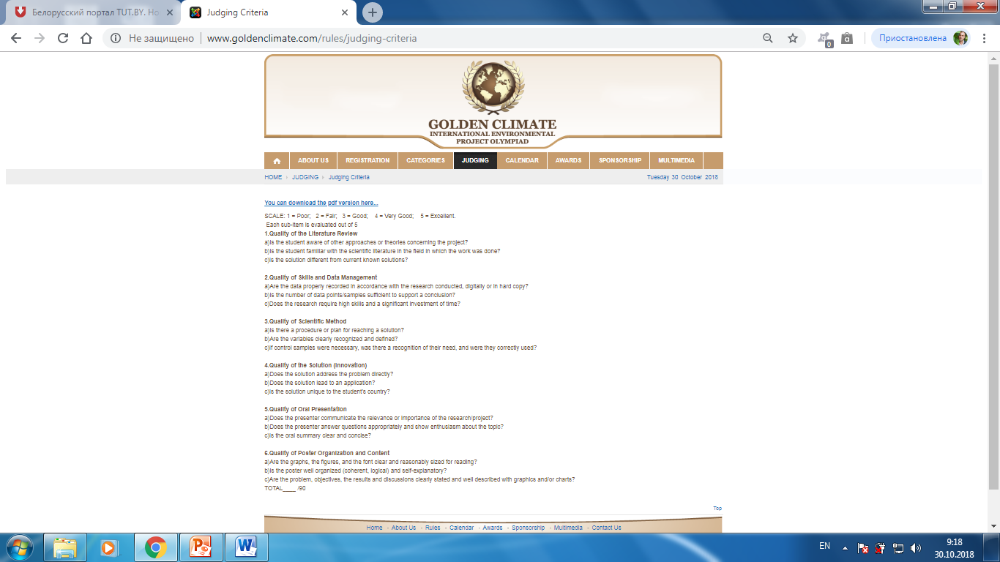 Белорусский портал TUT.BY. Но
Judging Criteria
Не защищено
www.goldenclimate.com/rules/judging-criteria
0
Приостановлена
GOLDEN CLIMATE
INTERNATIONAL ENVIRONMENTAL
PROJECT OLYMPIAD
ABOUT US REGISTRATION CATEGORIES JUDGING CALENDAR AWARDS SPONSORSHIP MULTIMEDIA
HOME › JUDGING › Judging Criteria Tuesday 30 October 2018
You can download the pdf version here...
SCALE: 1 = Poor; 2 = Fair; 3 = Good; 4 = Very Good; 5 = Excellent.
Each sub-item is evaluated out of 5
1.Quality of the Literature Review
a)Is the student aware of other approaches or theories concerning the project?
b)Is the student familiar with the scientific literature in the field in which the work was done?
c)Is the solution different from current known solutions?
2.Quality of Skills and Data Management
a)Are the data properly recorded in accordance with the research conducted, digitally or in hard copy?
b)Is the number of data points/samples sufficient to support a conclusion?
c)Does the research require high skills and a significant investment of time?
3.Quality of Scientific Method
a)Is there a procedure or plan for reaching a solution?
b)Are the variables clearly recognized and defined?
c)If control samples were necessary, was there a recognition of their need, and were they correctly used?
4.Quality of the Solution (Innovation)
a)Does the solution address the problem directly?
b)Does the solution lead to an application?
c)Is the solution unique to the student's country?
5.Quality of Oral Presentation
a)Does the presenter communicate the relevance or importance of the research/project?
b)Does the presenter answer questions appropriately and show enthusiasm about the topic?
c)Is the oral summary clear and concise?
6.Quality of Poster Organization and Content
a)Are the graphs, the figures, and the font clear and reasonably sized for reading?
b)Is the poster well organized (coherent, logical) and self-explanatory?
c)Are the problem, objectives, the results and discussions clearly stated and well described with graphics and/or charts?
TOTAL____ /90
Top
Home - About Us - Rules - Calendar - Awards - Sponsorship - Multimedia - Contact Us
EN
9:18
30.10.2018